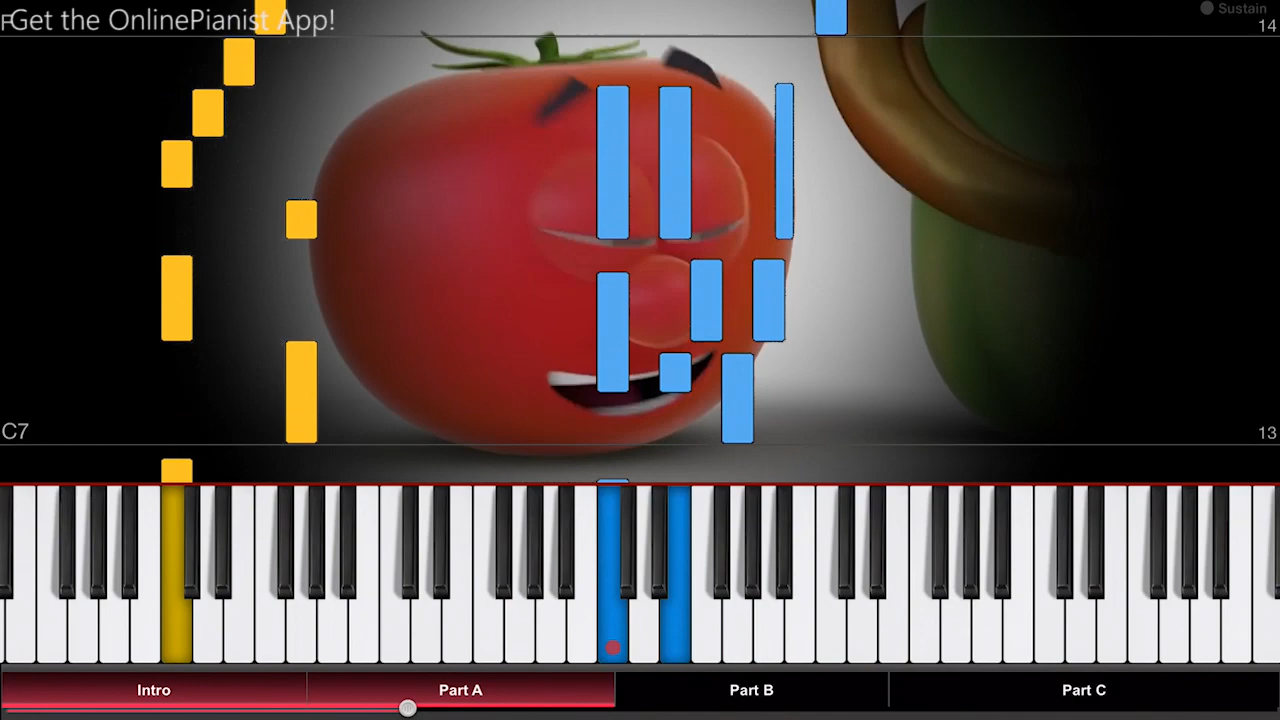 Get the OnlinePianist App!
Sustain
14
C7
13
Intro
Part A
Part B
Part C